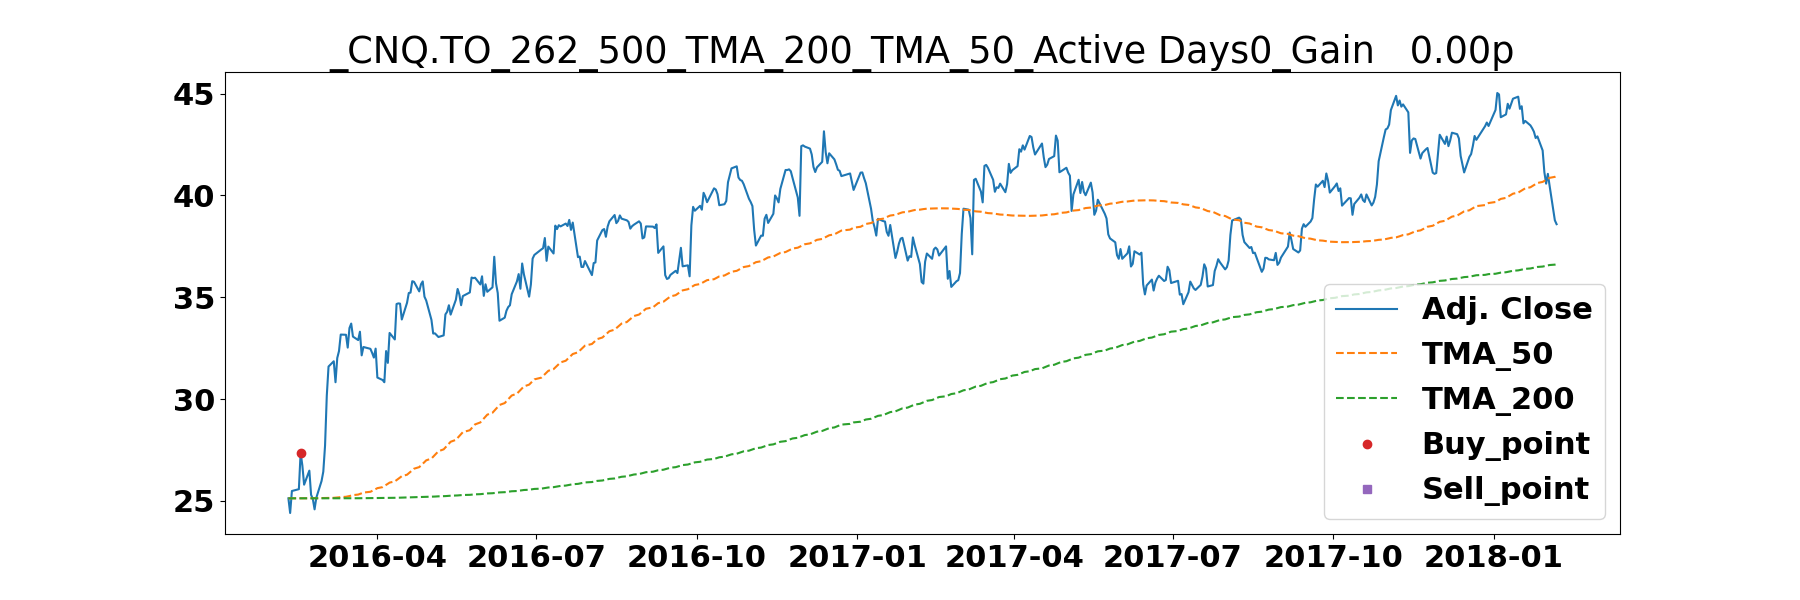 _CNQ.TO_262_500_TMA_200_TMA_50_Active Days0_Gain   0.00p
45
40
35
30
25
Adj. Close
TMA_50
TMA_200
Buy_point
Sell_point
2016-04 2016-07 2016-10 2017-01 2017-04 2017-07 2017-10 2018-01